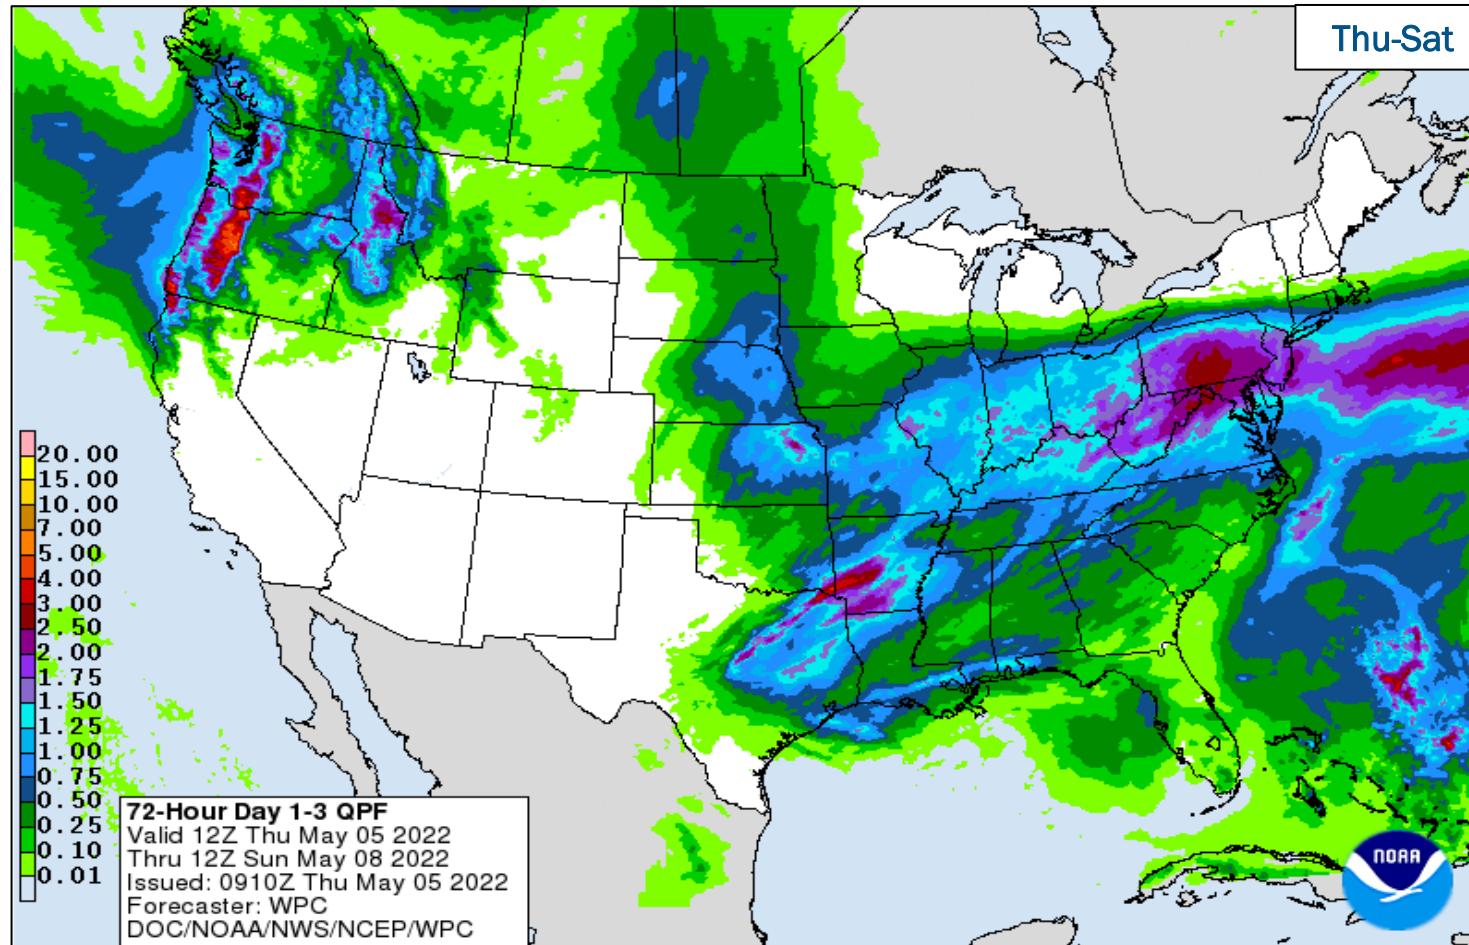 Thu-Sat
20.00
15.00
10.00
7.00
5.00
4.00
3.00
2.50
2.00
1.75
1.50
1.25
1.00
0.75
0.50
0.25
0.10
0.01
72-Hour Day 1-3 QPF
Valid 12Z Thu May 05 2022
Thru 12Z Sun May 08 2022
Issued: 0910Z Thu May 05 2022
Forecaster: WPC
DOC/NOAA/NWS/NCEP/WPC
NOAA